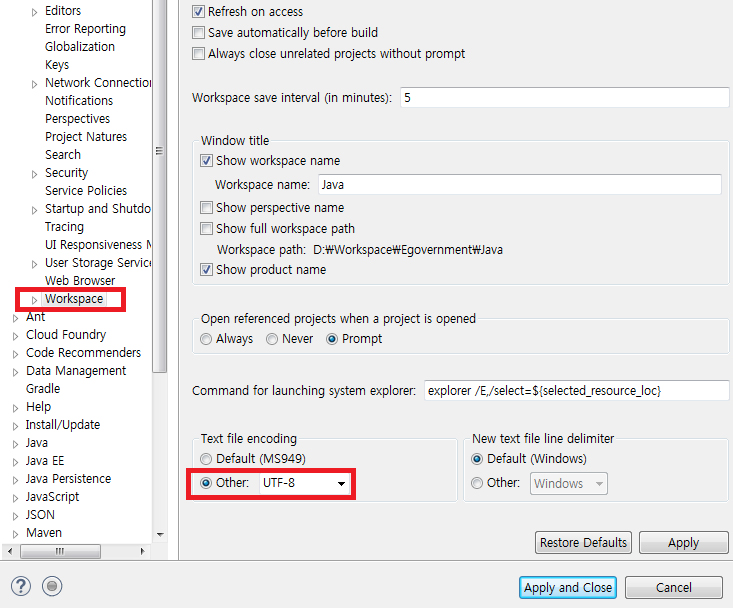 Editors
Error Reporting
Globalization
Keys
Network Connection
Notifications
Perspectives
Project Natures
Search
Security
Service Policies
Startup and Shutdo
Tracing
UI Responsiveness M
User Storage Service
Web Browser
Workspace
Ant
Cloud Foundry
Code Recommenders
Data Management
Gradle
Help
Install/Update
Java
Java EE
Java Persistence
JavaScript
JSON
Maven
Refresh on access
Save automatically before build
Always close unrelated projects without prompt
Workspace save interval (in minutes): 5
Window title
Show workspace name
Workspace name: Java
Show perspective name
Show full workspace path
Workspace path: D:₩Workspace₩Egovernment₩Java
Show product name
Open referenced projects when a project is opened
Always Never Prompt
Command for launching system explorer: explorer /E,/select=${selected_resource_loc}
Text file encoding
Default (MS949)
Other: UTF-8
New text file line delimiter
Default (Windows)
Other: Windows
Restore Defaults Apply
? Apply and Close Cancel